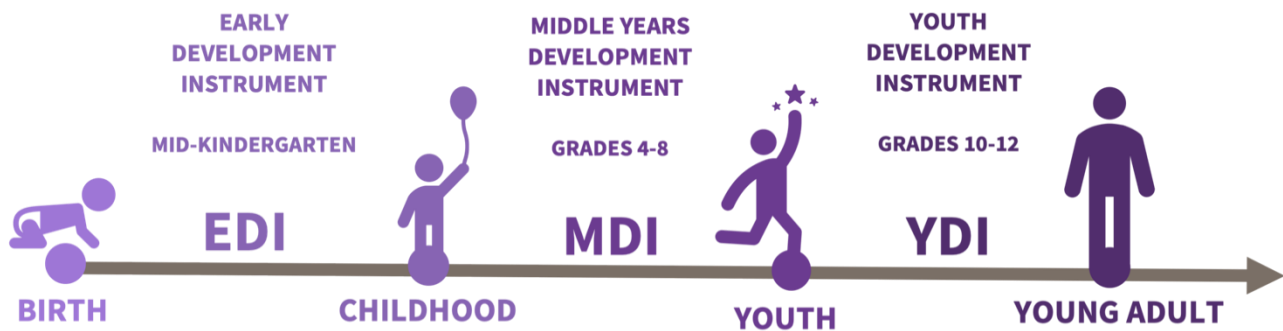 EARLY
DEVELOPMENT
INSTRUMENT
MID-KINDERGARTEN
EDI
MIDDLE YEARS
DEVELOPMENT
INSTRUMENT
GRADES 4-8
MDI
YOUTH
DEVELOPMENT
INSTRUMENT
GRADES 10-12
YDI
BIRTH
CHILDHOOD
YOUTH
YOUNG ADULT